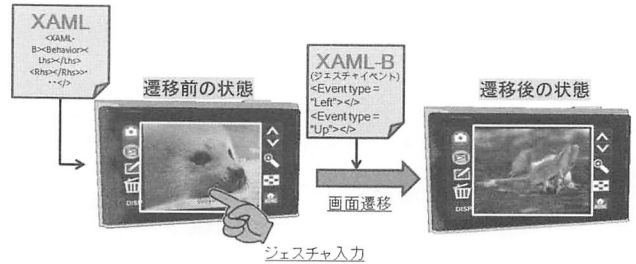 XAML
<XAML-
B><Behavior><
Lhs></Lhs>
<Rhs></Rhs>・
・・</>
遷移前の状態
XAML-B
(ジェスチャイベント)
<Event type =
"Left"></>
<Event type =
"Up"></>
遷移後の状態
DISP
画面遷移
DISP
ジェスチャ入力